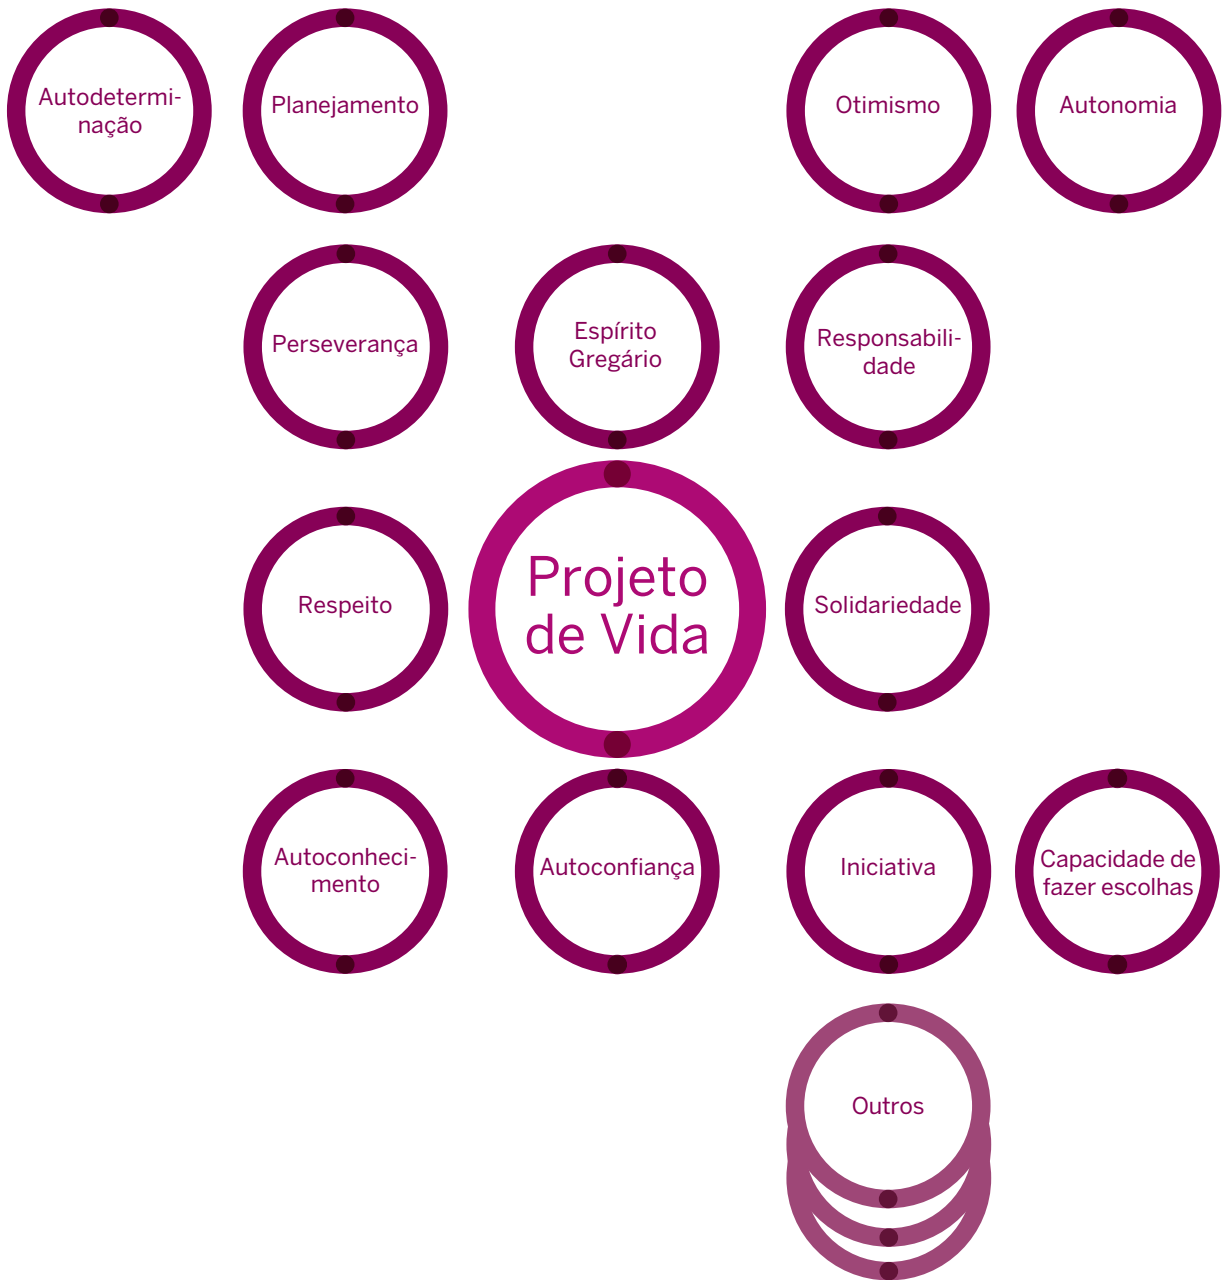 Autodetermi-
nação
Planejamento
Otimismo
Autonomia
Perseverança
Espírito
Gregário
Responsabili-
dade
Respeito
Projeto
de Vida
Solidariedade
Autoconheci-
mento
Autoconfiança
Iniciativa
Capacidade de
fazer escolhas
Outros